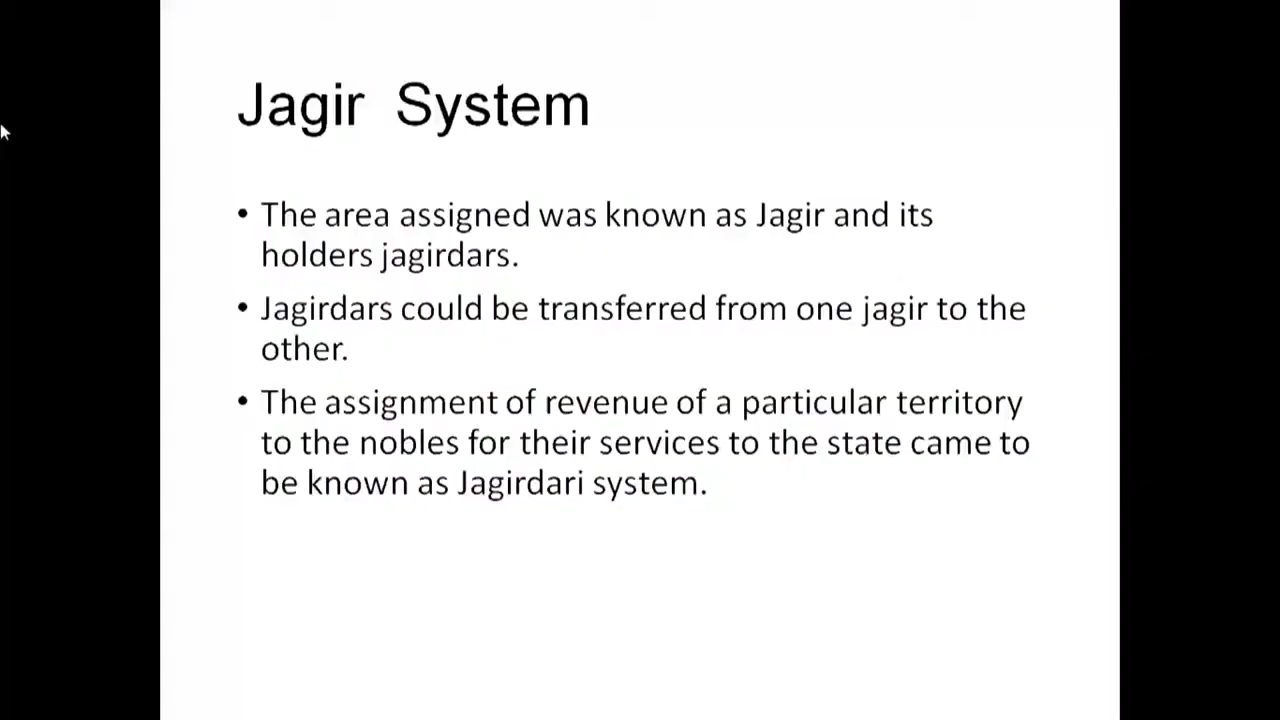 Jagir System
• The area assigned was known as Jagir and its
holders jagirdars.
• Jagirdars could be transferred from one jagir to the
other.
• The assignment of revenue of a particular territory
to the nobles for their services to the state came to
be known as Jagirdari system.